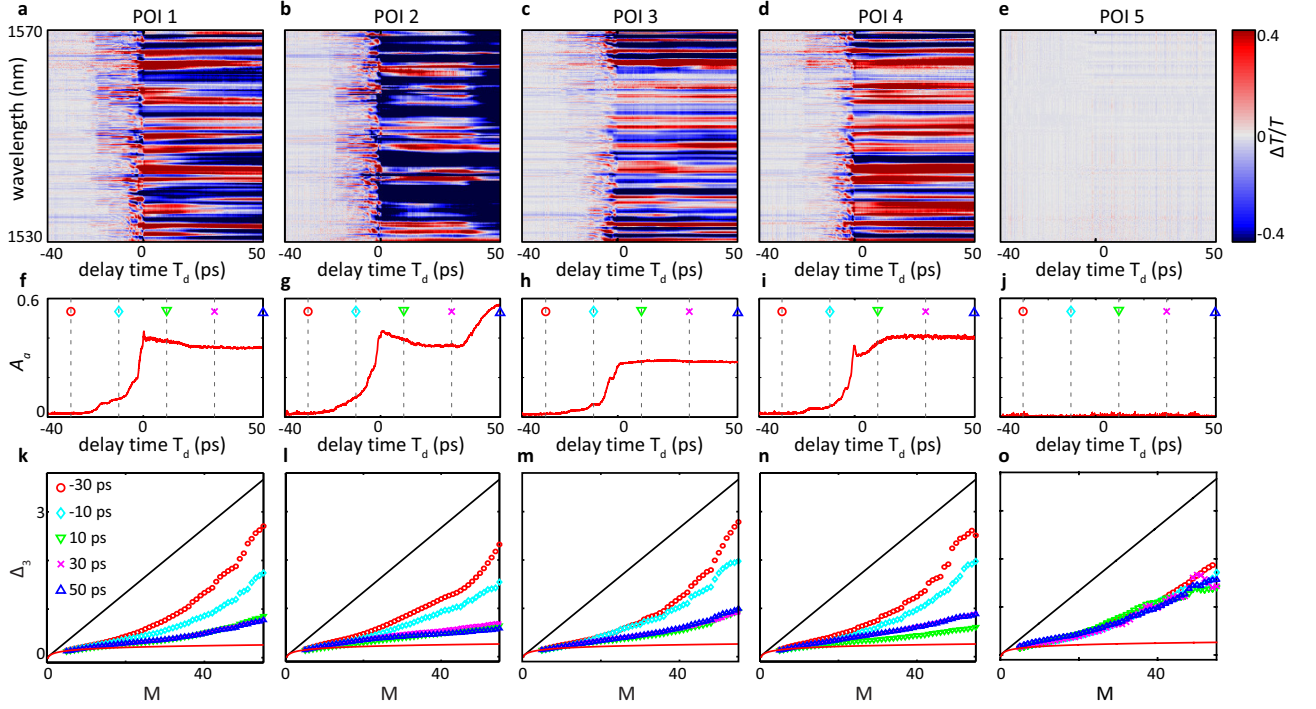 a POI 1 b POI 2 c POI 3 d POI 4 e POI 5
1570 0.4
wavelength (nm) 0 ΔT/T
1530 -0.4
-40 0 50 -40 0 50 -40 0 50 -40 0 50 -40 0 50
delay time T_d (ps) delay time T_d (ps) delay time T_d (ps) delay time T_d (ps) delay time T_d (ps)
f g h i j
0.6
A_a
0
-40 0 50 -40 0 50 -40 0 50 -40 0 50 -40 0 50
delay time T_d (ps) delay time T_d (ps) delay time T_d (ps) delay time T_d (ps) delay time T_d (ps)
k l m n o
-30 ps
3
-10 ps
10 ps
30 ps
Δ_3
50 ps
0
0 40 0 40 0 40 0 40 0 40
M M M M M